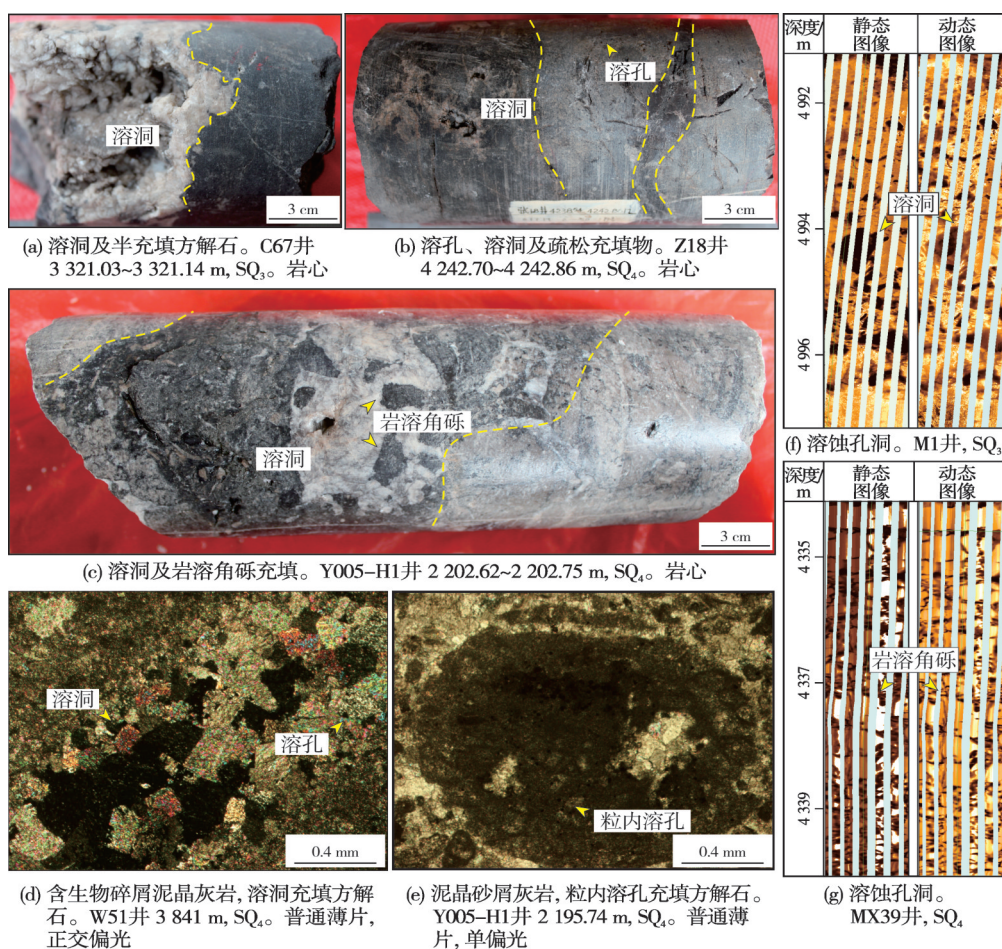 溶洞
3 cm
(a) 溶洞及半充填方解石。C67井
3 321.03~3 321.14 m, SQ₃。岩心
溶孔
溶洞
3 cm
(b) 溶孔、溶洞及疏松充填物。Z18井
4 242.70~4 242.86 m, SQ₄。岩心
岩溶角砾
溶洞
3 cm
(c) 溶洞及岩溶角砾充填。Y005-H1井 2 202.62~2 202.75 m, SQ₄。岩心
溶洞
溶孔
0.4 mm
(d) 含生物碎屑泥晶灰岩, 溶洞充填方解
石。W51井 3 841 m, SQ₄。普通薄片,
正交偏光
粒内溶孔
0.4 mm
(e) 泥晶砂屑灰岩, 粒内溶孔充填方解石。
Y005-H1井 2 195.74 m, SQ₄。普通薄
片, 单偏光
深度/
m
静态
图像
动态
图像
4 992
溶洞
4 994
4 996
(f) 溶蚀孔洞。M1井, SQ₃
深度/
m
静态
图像
动态
图像
4 335
岩溶角砾
4 337
4 339
(g) 溶蚀孔洞。
MX39井, SQ₄